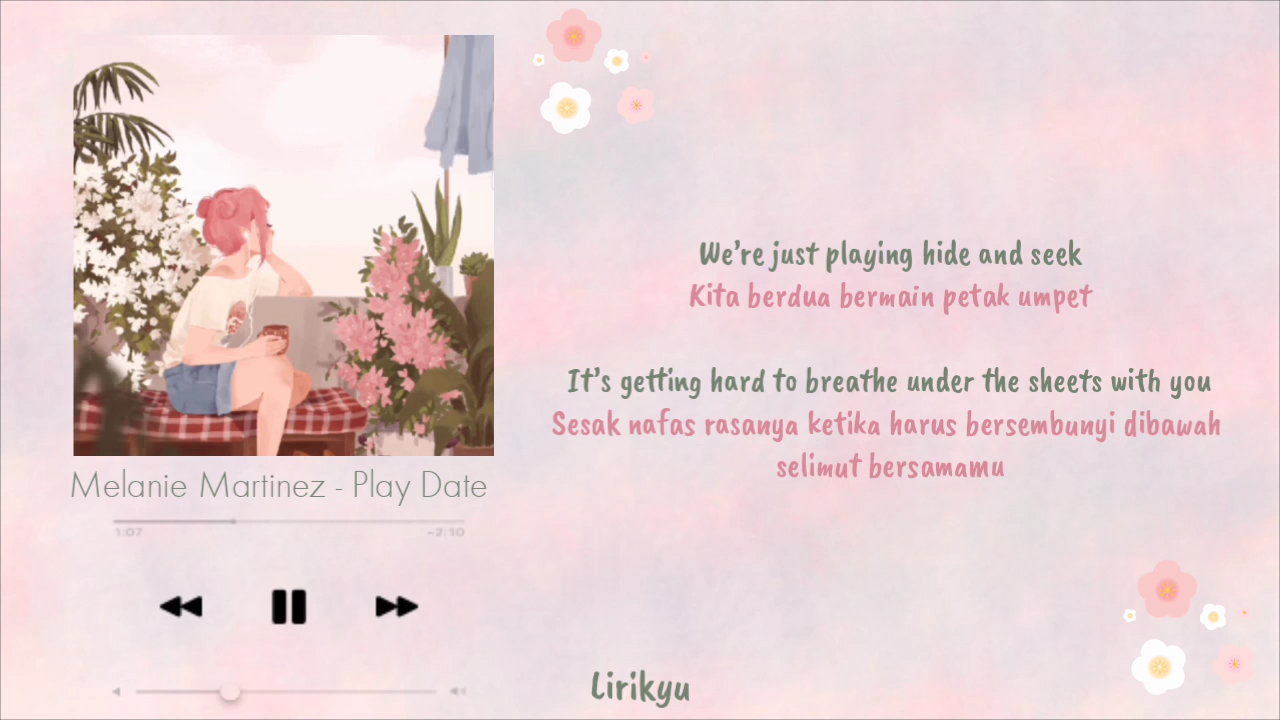 We're just playing hide and seek
Kita berdua bermain petak umpet
It's getting hard to breathe under the sheets with you
Sesak nafas rasanya ketika harus bersembunyi dibawah
selimut bersamamu
Melanie Martinez - Play Date
1:07
-2:10
Lirikyu